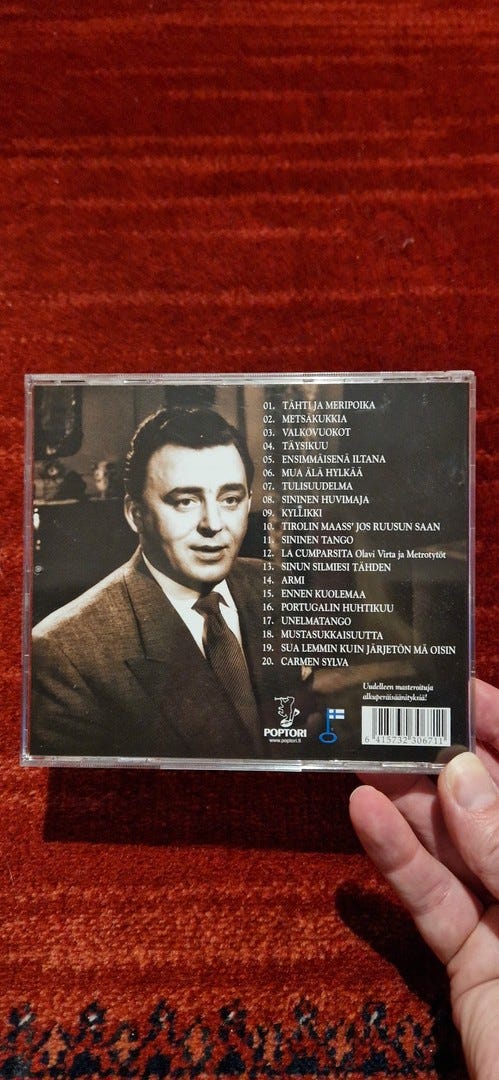 01. TÄHTI JA MERIPOIKA
02. METSÄKUKKIA
03. VALKOVUOKOT
04. TÄYSIKUU
05. ENSIMMÄISENÄ ILTANA
06. MUA ÄLÄ HYLKÄÄ
07. TULISUUDELMA
08. SININEN HUVIMAJA
09. KYLLIKKI
10. TIROLIN MAASS' JOS RUUSUN SAAN
11. SININEN TANGO
12. LA CUMPARSITA Olavi Virta ja Metrotytöt
13. SINUN SILMIESI TÄHDEN
14. ARMI
15. ENNEN KUOLEMAA
16. PORTUGALIN HUHTIKUU
17. UNELMATANGO
18. MUSTASUKKAISUUTTA
19. SUA LEMMIN KUIN JÄRJETÖN MÄ OISIN
20. CARMEN SYLVA
Uudelleen masteroituja
alkuperäisäänityksiä!
POPTORI
www.poptori.fi
6 415732 306711